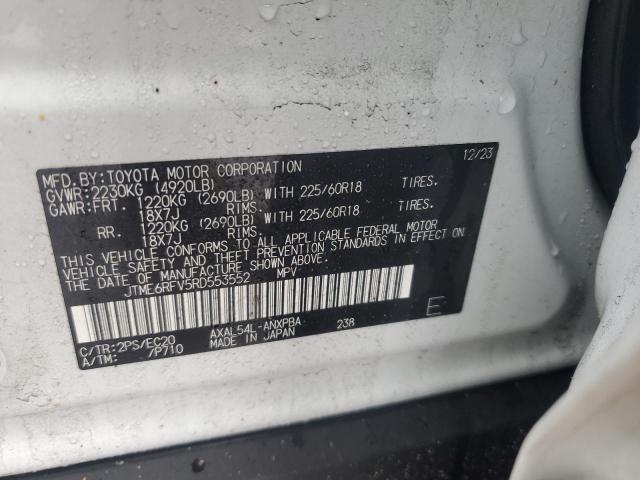 MFD. BY: TOYOTA MOTOR CORPORATION 12/23
GVWR: 2230KG (4920LB)
GAWR: FRT. 1220KG (2690LB) WITH 225/60R18 TIRES.
18X7J RIMS.
RR. 1220KG (2690LB) WITH 225/60R18 TIRES.
18X7J RIMS.
THIS VEHICLE CONFORMS TO ALL APPLICABLE FEDERAL MOTOR
VEHICLE SAFETY AND THEFT PREVENTION STANDARDS IN EFFECT ON
THE DATE OF MANUFACTURE SHOWN ABOVE.
JTME6RFV5RD553552 MPV
E
C/TR: 2PS/EC20 AXAL54L-ANXPBA 238
A/TM: /P710 MADE IN JAPAN